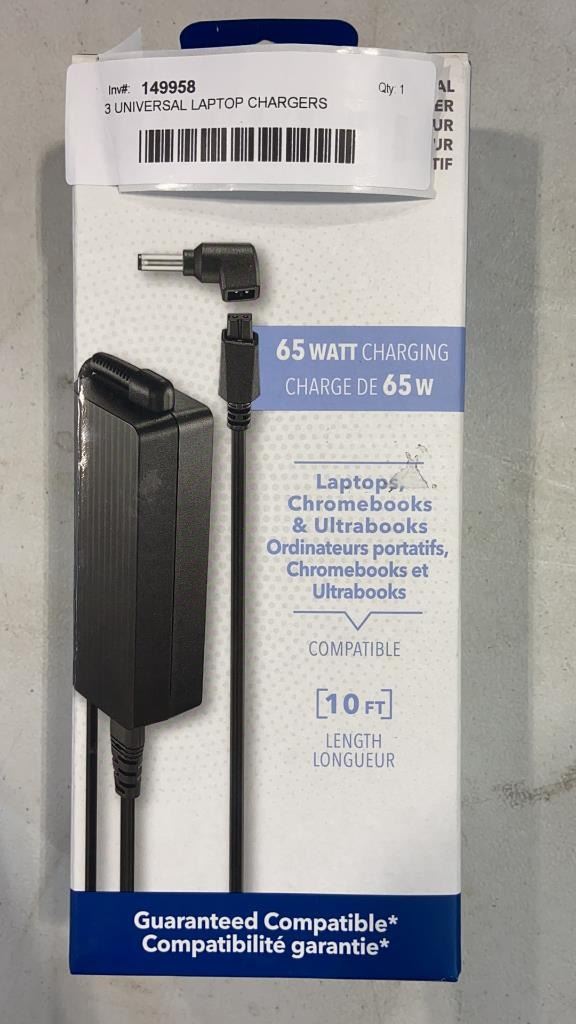 Inv#: 149958 Qty: 1
3 UNIVERSAL LAPTOP CHARGERS
65 WATT CHARGING
CHARGE DE 65 W
Laptops,
Chromebooks
& Ultrabooks
Ordinateurs portatifs,
Chromebooks et
Ultrabooks
COMPATIBLE
[10 FT]
LENGTH
LONGUEUR
Guaranteed Compatible*
Compatibilité garantie*